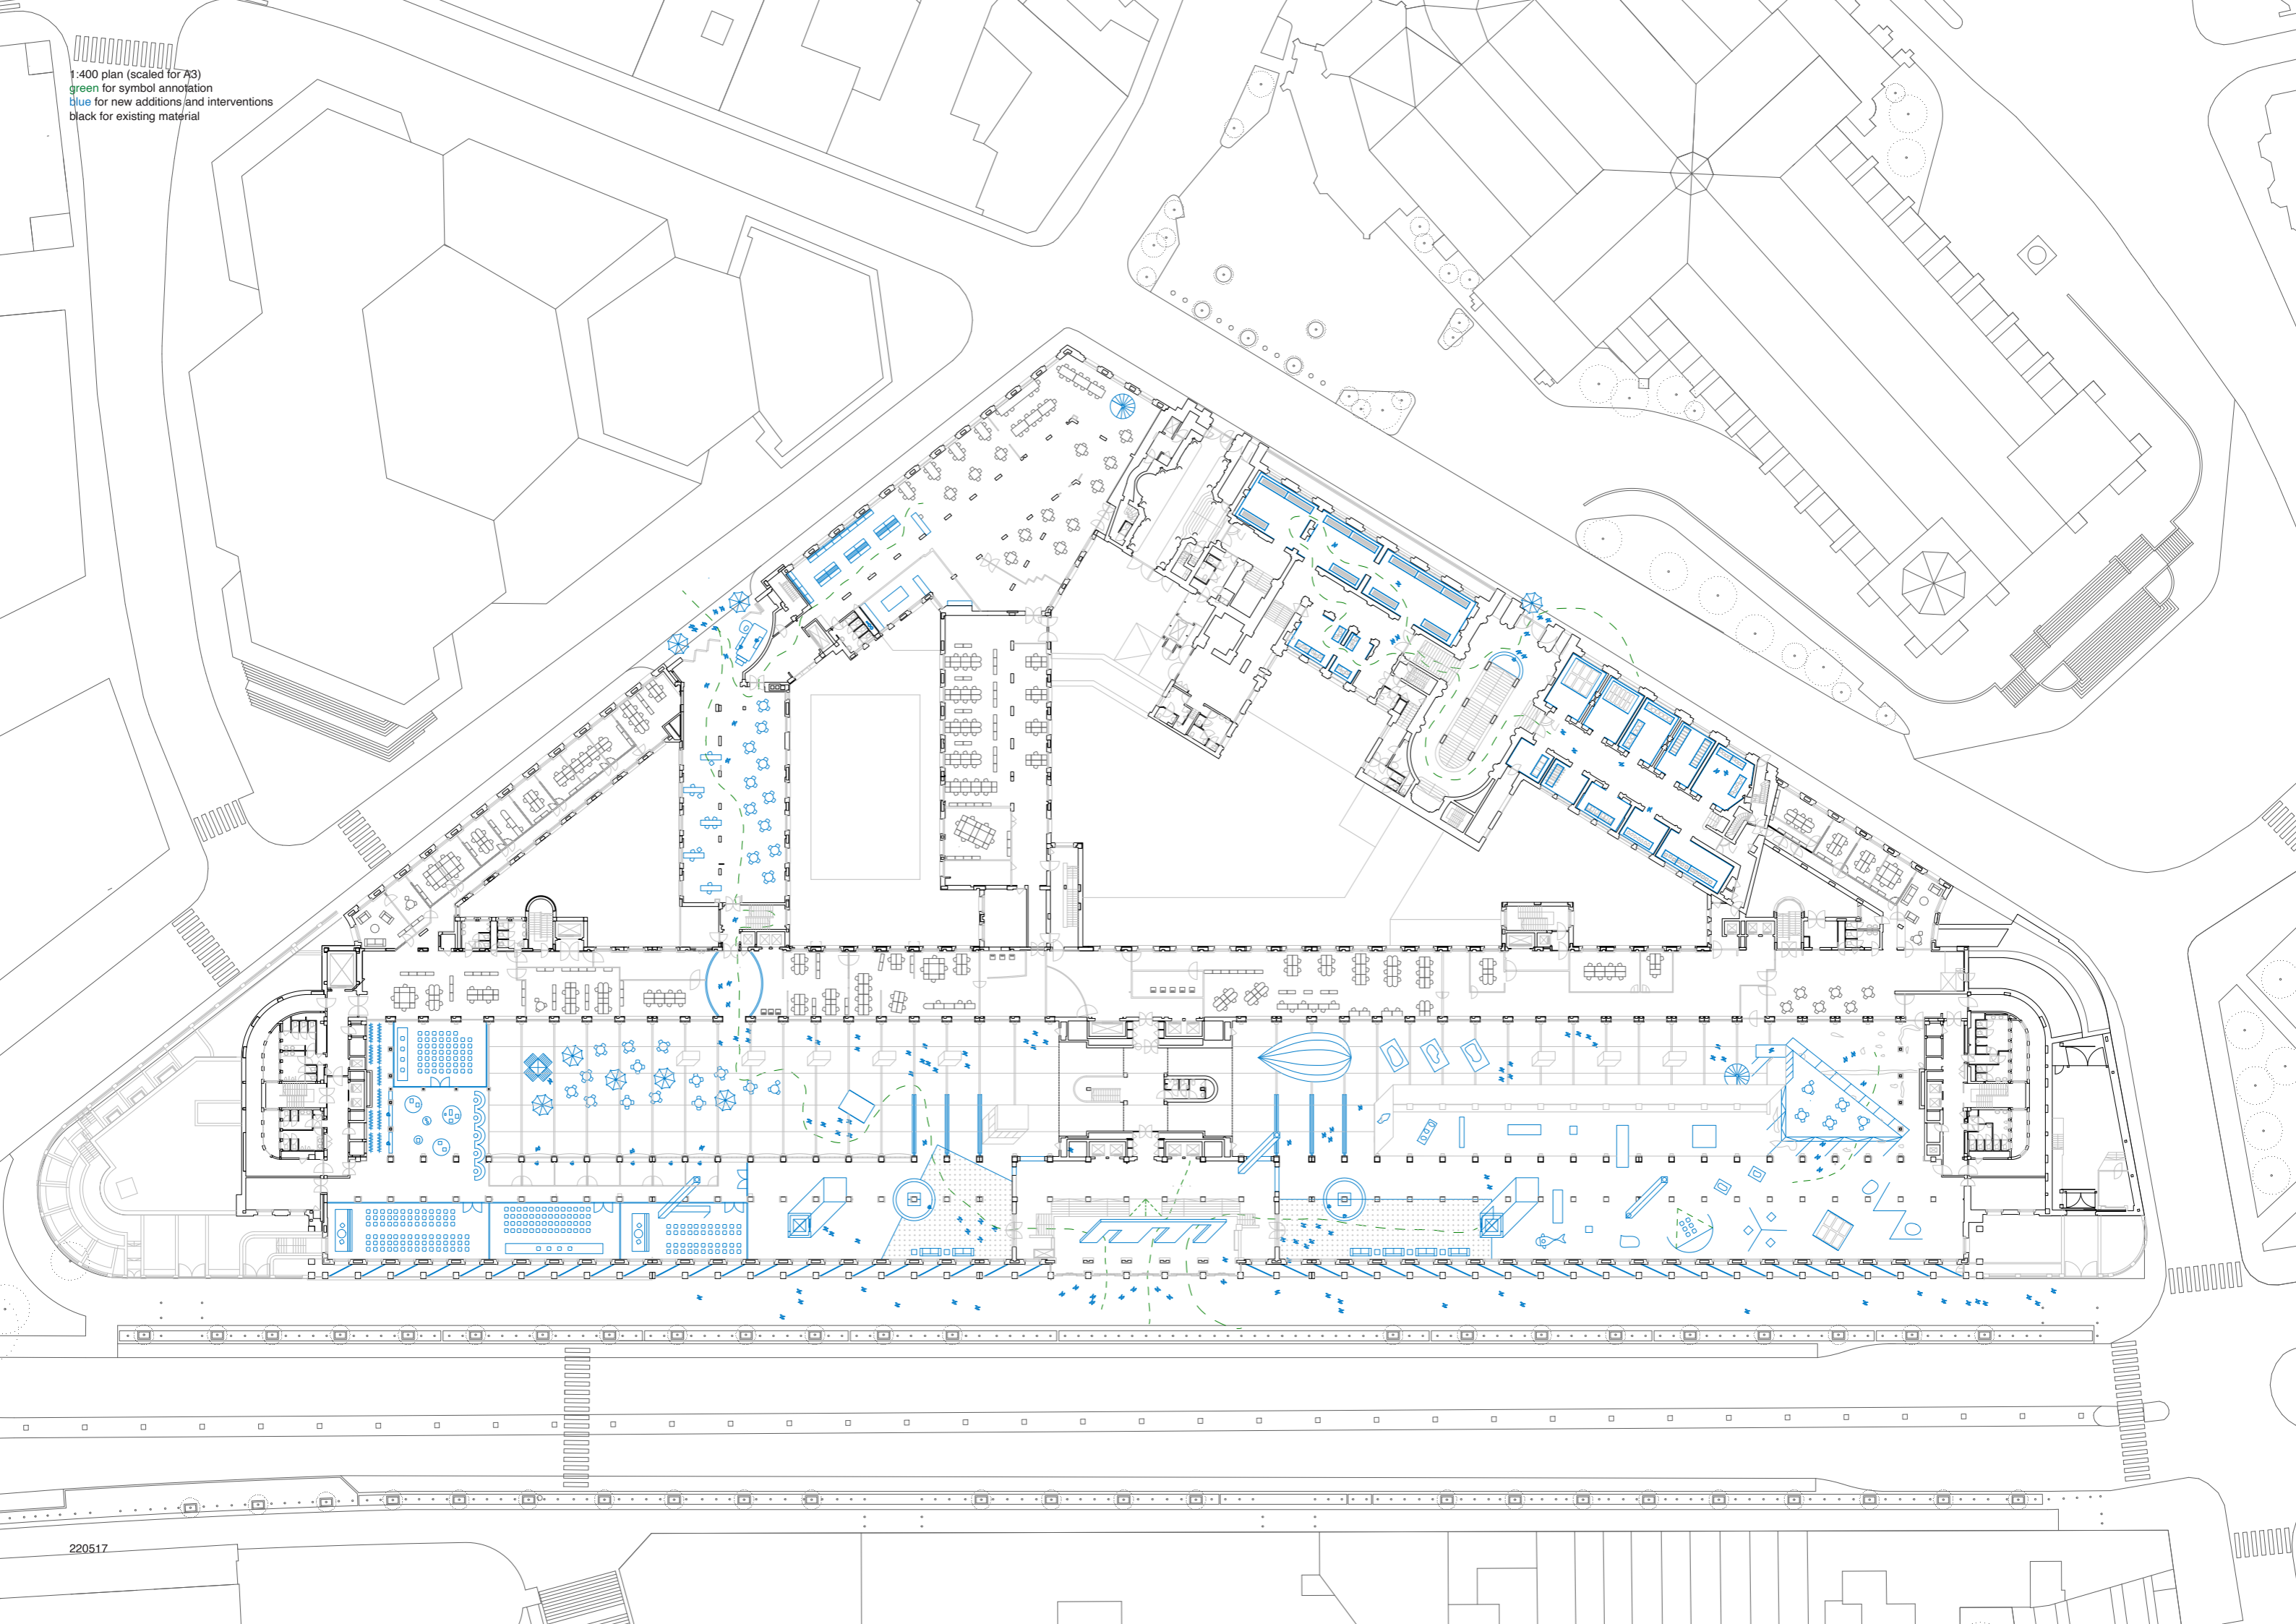 1:400 plan (scaled for A3)
green for symbol annotation
blue for new additions and interventions
black for existing material
220517